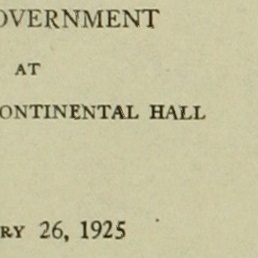 OVERNMENT
AT
ONTINENTAL HALL
RY 26, 1925